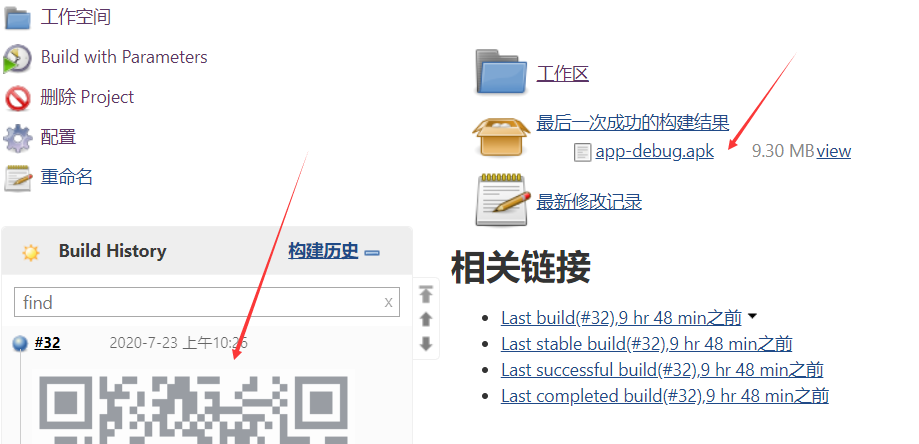 工作空间
Build with Parameters
删除 Project
配置
重命名
Build History
构建历史
find
x
#32
2020-7-23 上午10:26
工作区
最后一次成功的构建结果
app-debug.apk
9.30 MB view
最新修改记录
相关链接
Last build(#32),9 hr 48 min之前
Last stable build(#32),9 hr 48 min之前
Last successful build(#32),9 hr 48 min之前
Last completed build(#32),9 hr 48 min之前